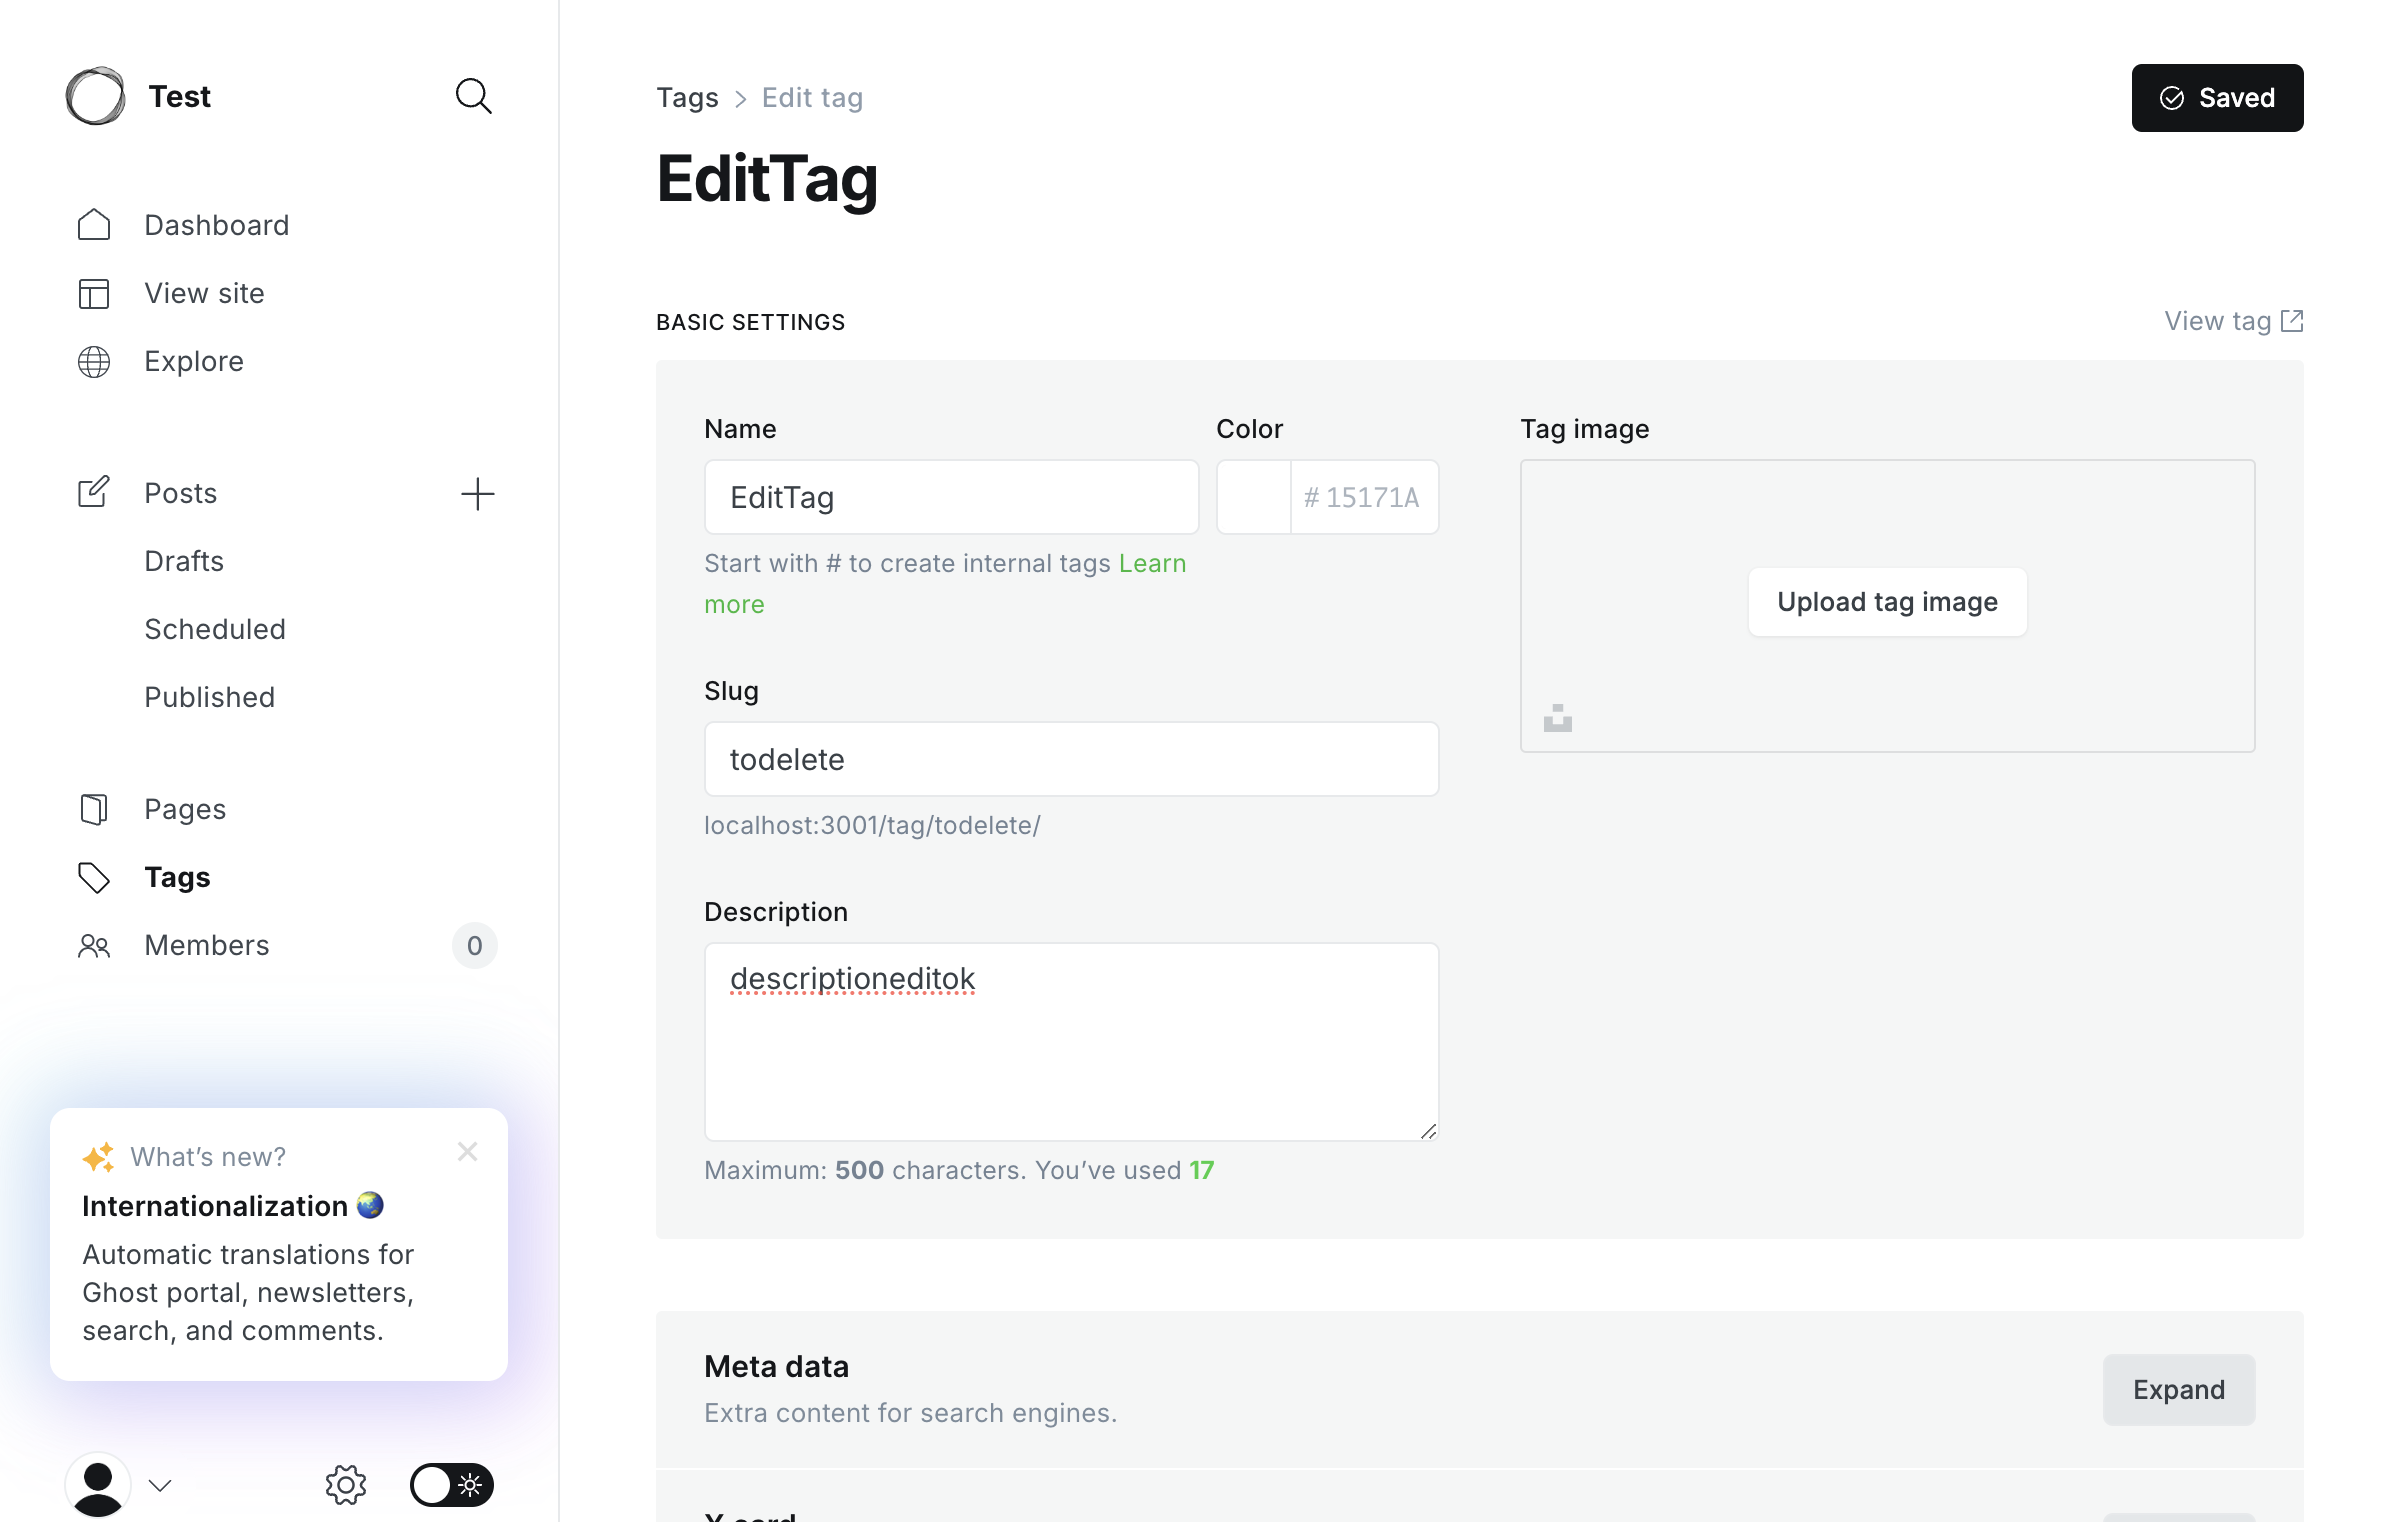 Test
Dashboard
View site
Explore
Posts
Drafts
Scheduled
Published
Pages
Tags
Members
0
What’s new?
Internationalization
Automatic translations for
Ghost portal, newsletters,
search, and comments.
Tags > Edit tag
Saved
EditTag
BASIC SETTINGS
View tag
Name
EditTag
Start with # to create internal tags Learn
more
Color
# 15171A
Slug
todelete
localhost:3001/tag/todelete/
Description
descriptioneditok
Maximum: 500 characters. You’ve used 17
Tag image
Upload tag image
Meta data
Extra content for search engines.
Expand
X card